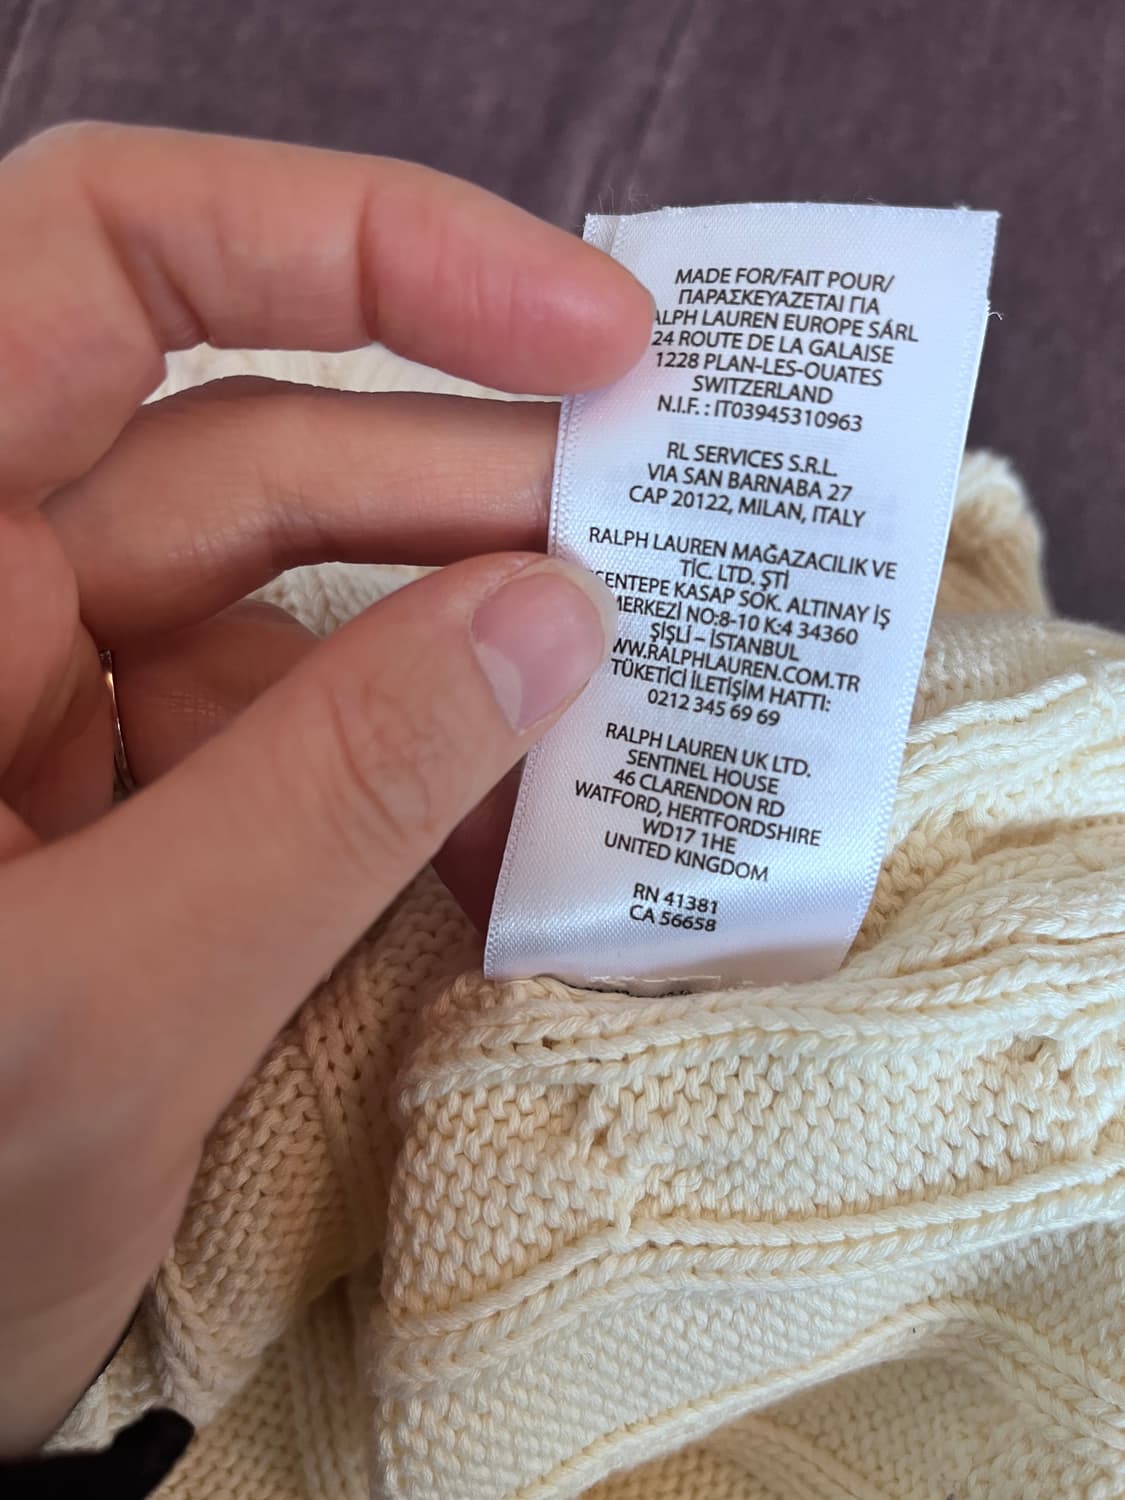 MADE FOR/FAIT POUR/
ΠΑΡΑΣΚΕΥΑΖΕΤΑΙ ΓΙΑ
ALPH LAUREN EUROPE SÁRL
24 ROUTE DE LA GALAISE
1228 PLAN-LES-OUATES
SWITZERLAND
N.I.F. : IT03945310963
RL SERVICES S.R.L.
VIA SAN BARNABA 27
CAP 20122, MILAN, ITALY
RALPH LAUREN MAĞAZACILIK VE
TİC. LTD. ŞTİ
SENTEPE KASAP SOK. ALTINAY İŞ
MERKEZİ NO:8-10 K:4 34360
ŞİŞLİ – İSTANBUL
WW.RALPHLAUREN.COM.TR
TÜKETİCİ İLETİŞİM HATTI:
0212 345 69 69
RALPH LAUREN UK LTD.
SENTINEL HOUSE
46 CLARENDON RD
WATFORD, HERTFORDSHIRE
WD17 1HE
UNITED KINGDOM
RN 41381
CA 56658